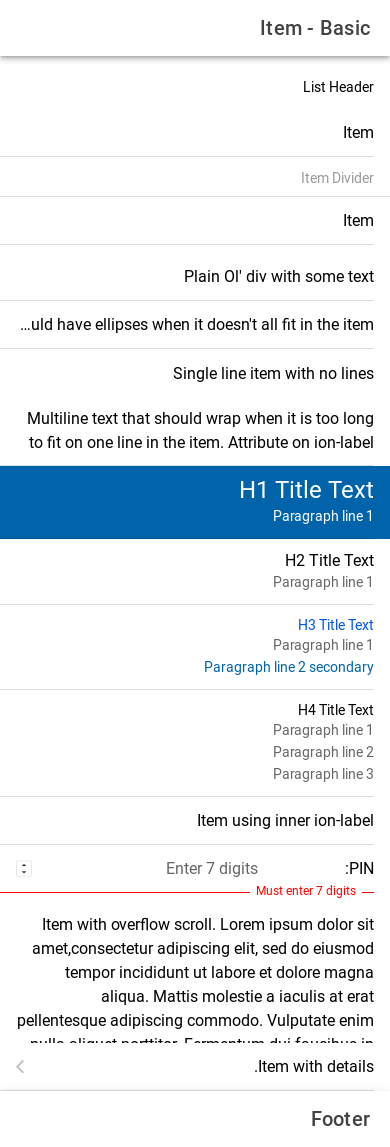 Item - Basic
List Header
Item
Item Divider
Item
Plain Ol' div with some text
...uld have ellipses when it doesn't all fit in the item
Single line item with no lines
Multiline text that should wrap when it is too long
to fit on one line in the item. Attribute on ion-label
H1 Title Text
Paragraph line 1
H2 Title Text
Paragraph line 1
H3 Title Text
Paragraph line 1
Paragraph line 2 secondary
H4 Title Text
Paragraph line 1
Paragraph line 2
Paragraph line 3
Item using inner ion-label
:PIN Enter 7 digits
Must enter 7 digits
Item with overflow scroll. Lorem ipsum dolor sit
amet,consectetur adipiscing elit, sed do eiusmod
tempor incididunt ut labore et dolore magna
aliqua. Mattis molestie a iaculis at erat
pellentesque adipiscing commodo. Vulputate enim
nulla aliquet porttitor. Fermentum dui faucibus in
.Item with details
Footer